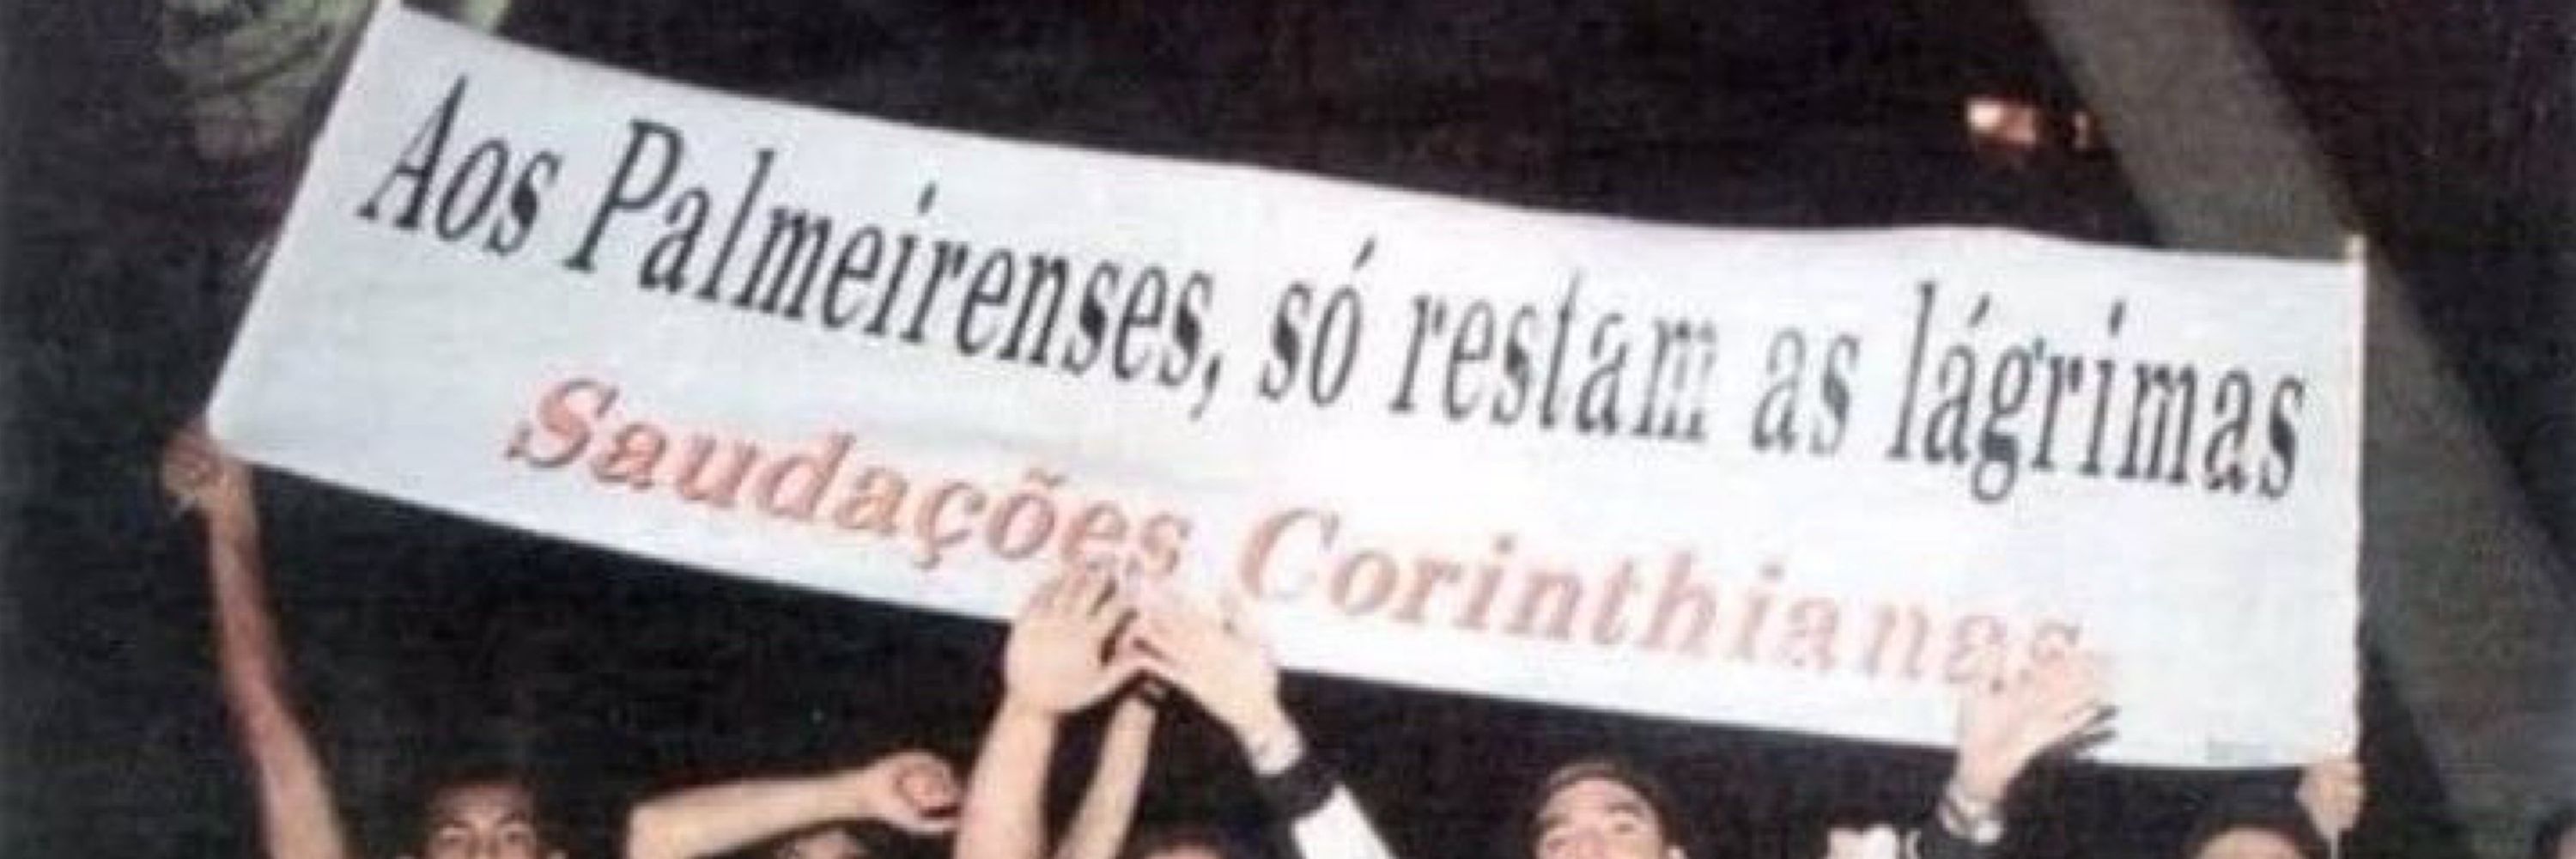 Aos Palmeirenses, só restam as lágrimas
Saudações Corinthianas